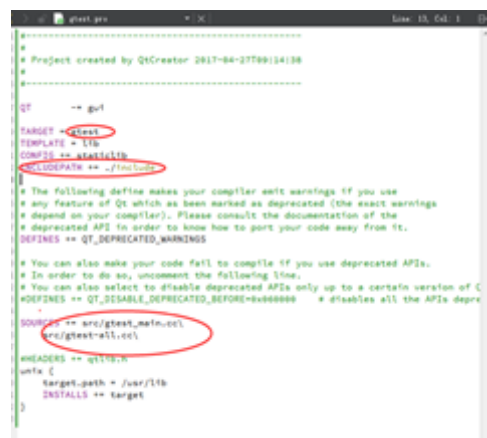 gtest.pro Line: 13, Col: 1
#-------------------------------------------------
#
# Project created by QtCreator 2017-04-27T09:14:38
#
#-------------------------------------------------
QT -= gui
TARGET = gtest
TEMPLATE = lib
CONFIG += staticlib
INCLUDEPATH += ./include
# The following define makes your compiler emit warnings if you use
# any feature of Qt which as been marked as deprecated (the exact warnings
# depend on your compiler). Please consult the documentation of the
# deprecated API in order to know how to port your code away from it.
DEFINES += QT_DEPRECATED_WARNINGS
# You can also make your code fail to compile if you use deprecated APIs.
# In order to do so, uncomment the following line.
# You can also select to disable deprecated APIs only up to a certain version of Q
#DEFINES += QT_DISABLE_DEPRECATED_BEFORE=0x060000 # disables all the APIs depre
SOURCES += src/gtest_main.cc\
src/gtest-all.cc\
#HEADERS += qtlib.h
unix {
target.path = /usr/lib
INSTALLS += target
}